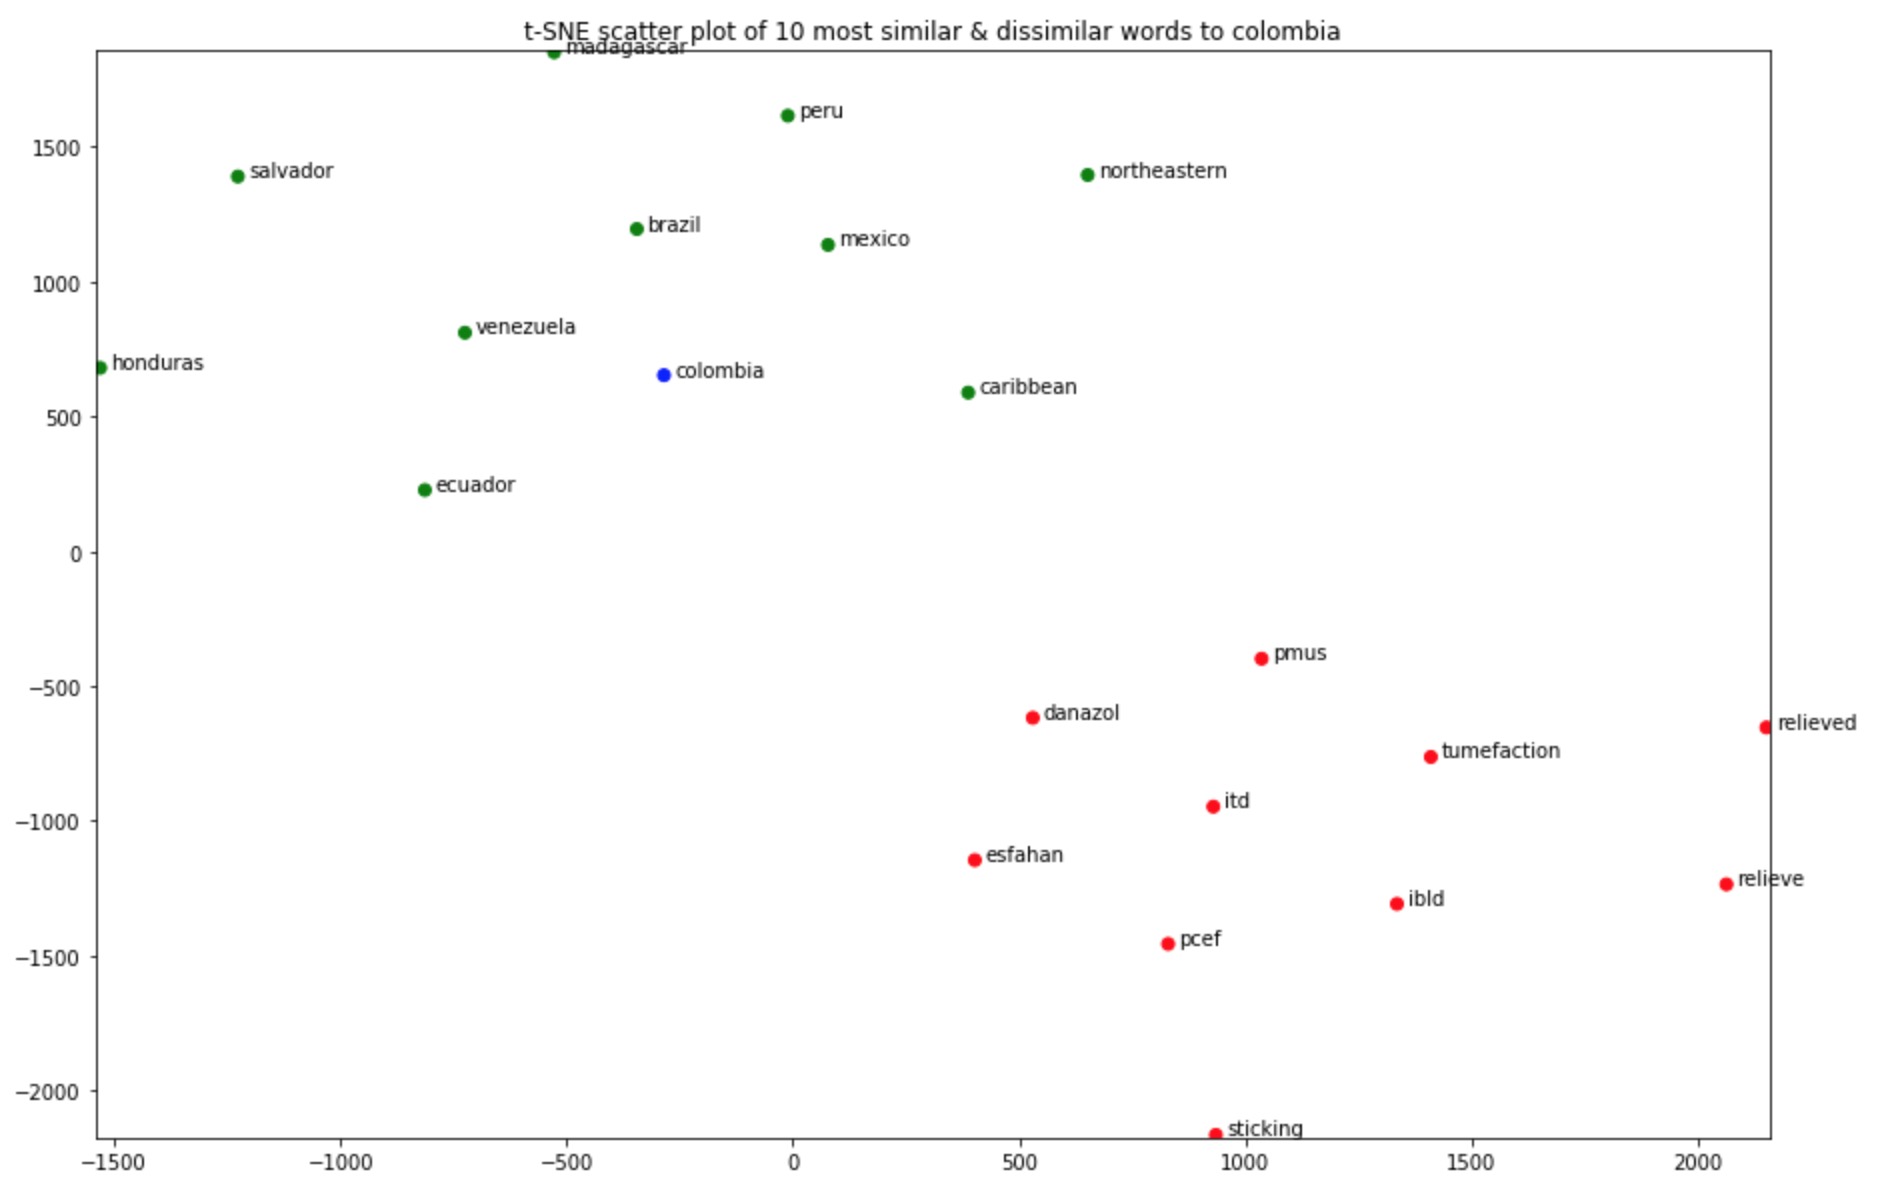 t-SNE scatter plot of 10 most similar & dissimilar words to colombia
madagascar
peru
1500
salvador
northeastern
brazil
mexico
1000
venezuela
honduras
colombia
caribbean
500
ecuador
0
pmus
−500
danazol
relieved
tumefaction
itd
−1000
esfahan
relieve
ibld
pcef
−1500
−2000
sticking
−1500 −1000 −500 0 500 1000 1500 2000